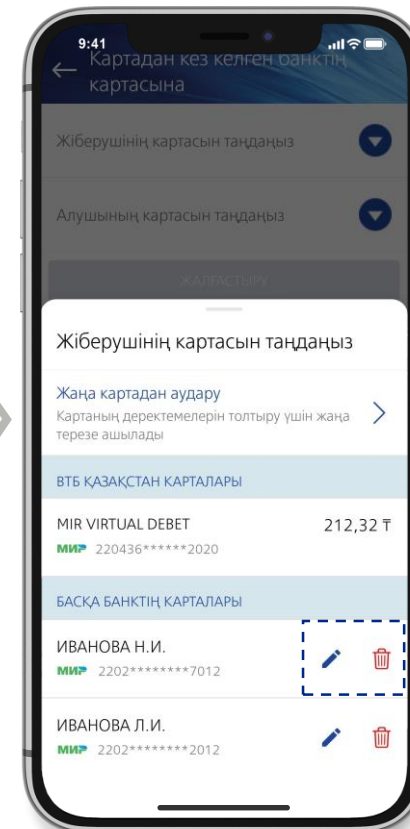 9:41
Картадан кез келген банктің
картасына
Жіберушінің картасын таңдаңыз
Алушының картасын таңдаңыз
ЖАЛҒАСТЫРУ
Жіберушінің картасын таңдаңыз
Жаңа картадан аудару
Картаның деректемелерін толтыру үшін жаңа
терезе ашылады
ВТБ ҚАЗАҚСТАН КАРТАЛАРЫ
MIR VIRTUAL DEBET 212,32 ₸
МИР 220436******2020
БАСҚА БАНКТІҢ КАРТАЛАРЫ
ИВАНОВА Н.И.
МИР 2202********7012
ИВАНОВА Л.И.
МИР 2202********2012